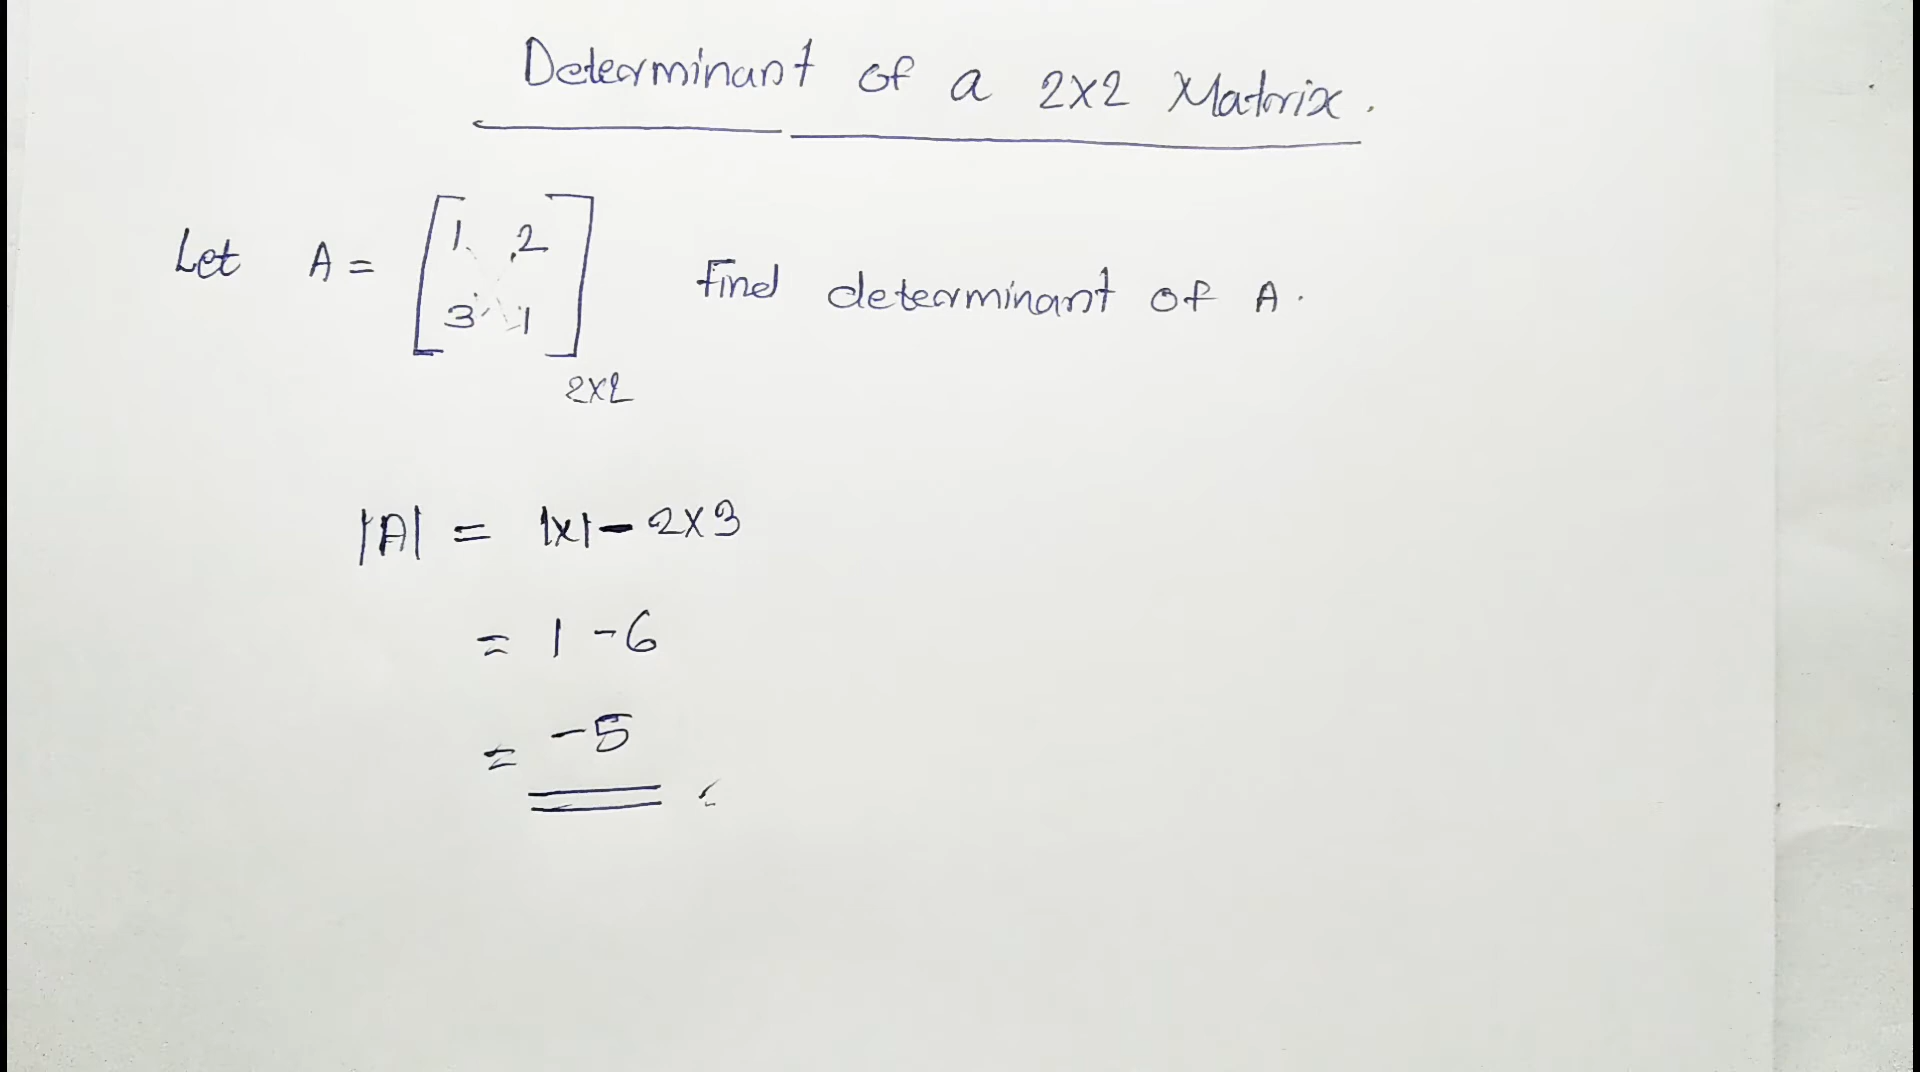 Determinant of a 2x2 Matrix.
Let A = [1 2
3 1] 2x2 Find determinant of A.
|A| = 1x1 - 2x3
= 1 - 6
= -5